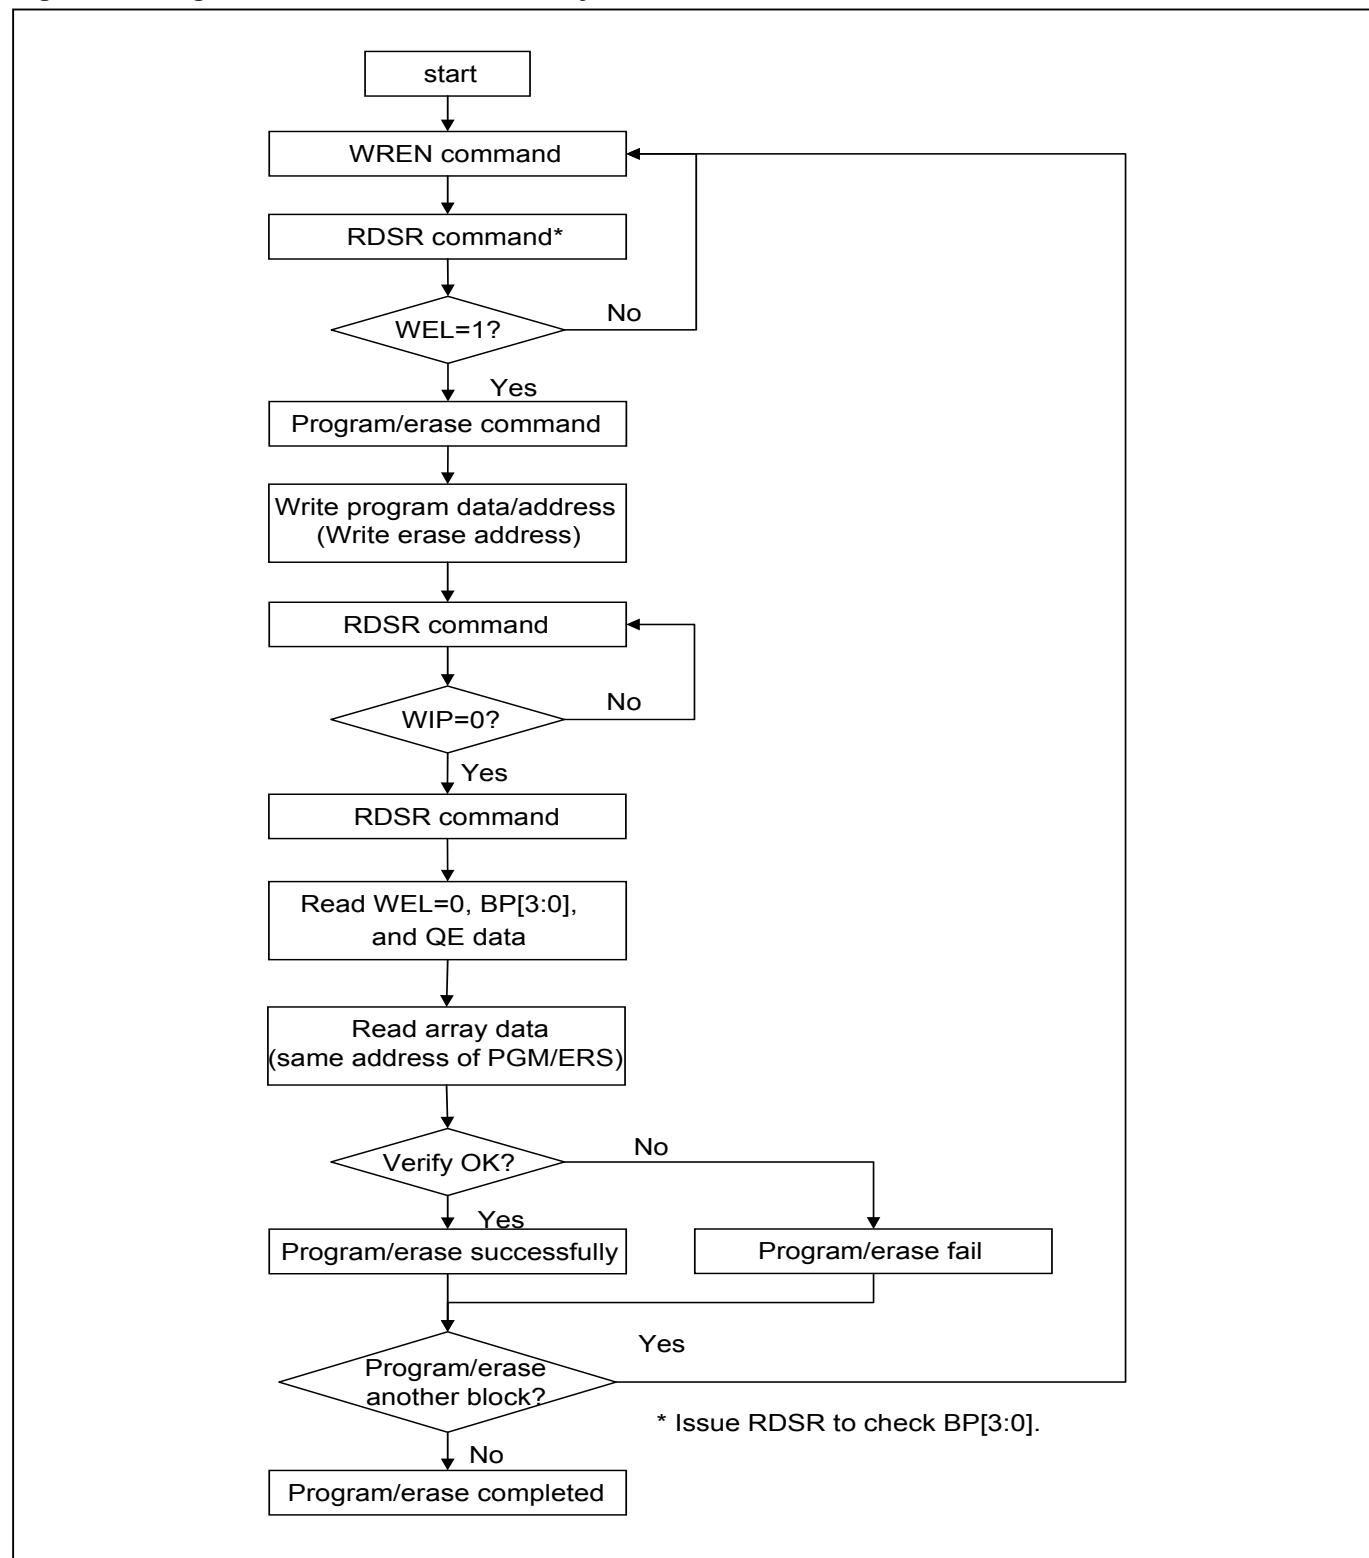 start
WREN command
RDSR command*
No
WEL=1?
Yes
Program/erase command
Write program data/address
(Write erase address)
RDSR command
No
WIP=0?
Yes
RDSR command
Read WEL=0, BP[3:0],
and QE data
Read array data
(same address of PGM/ERS)
No
Verify OK?
Yes
Program/erase successfully
Program/erase fail
Yes
Program/erase
another block?
* Issue RDSR to check BP[3:0].
No
Program/erase completed